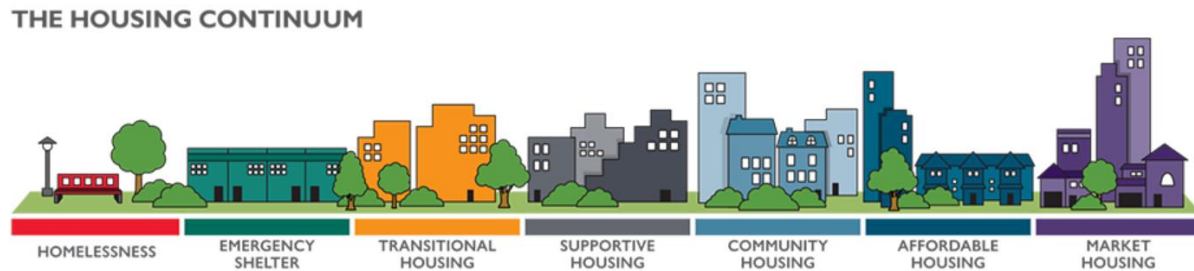 THE HOUSING CONTINUUM
HOMELESSNESS
EMERGENCY
SHELTER
TRANSITIONAL
HOUSING
SUPPORTIVE
HOUSING
COMMUNITY
HOUSING
AFFORDABLE
HOUSING
MARKET
HOUSING